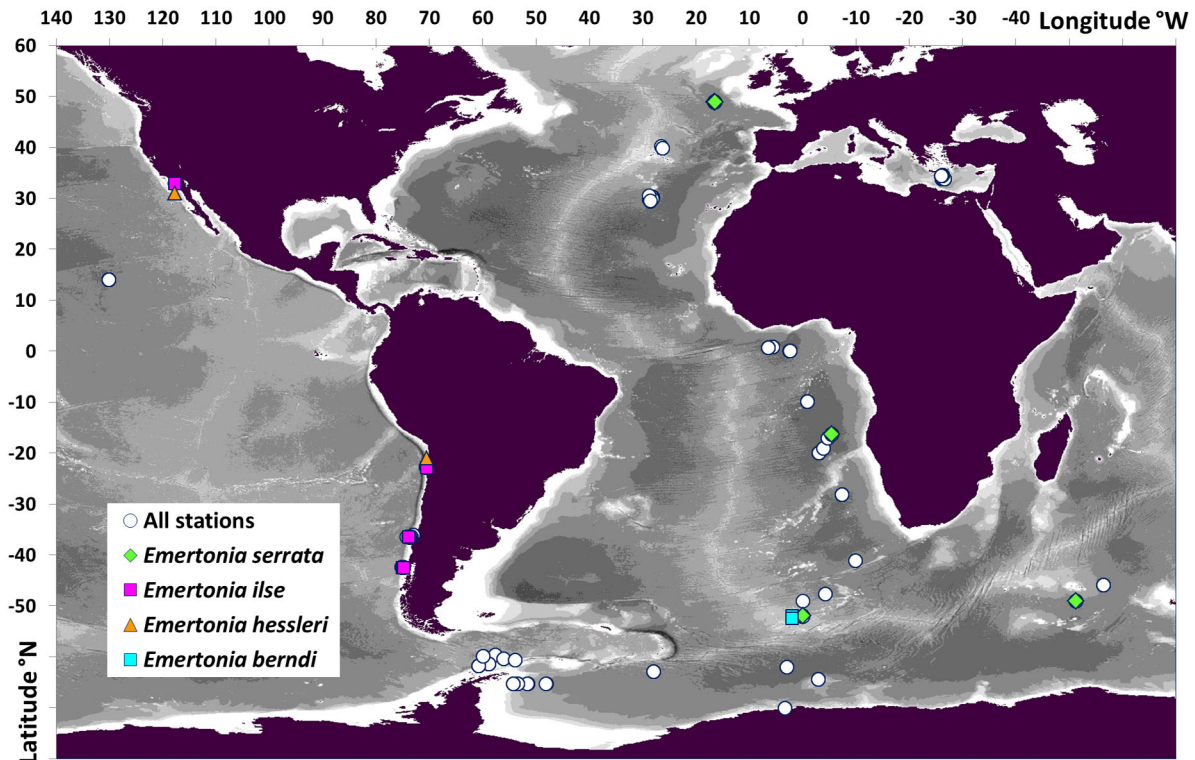 140 130 120 110 100 90 80 70 60 50 40 30 20 10 0 -10 -20 -30 -40 Longitude °W
60
50
40
30
20
10
0
-10
-20
-30
-40
-50
All stations
Emertonia serrata
Emertonia ilse
Emertonia hessleri
Emertonia berndi
Latitude °N